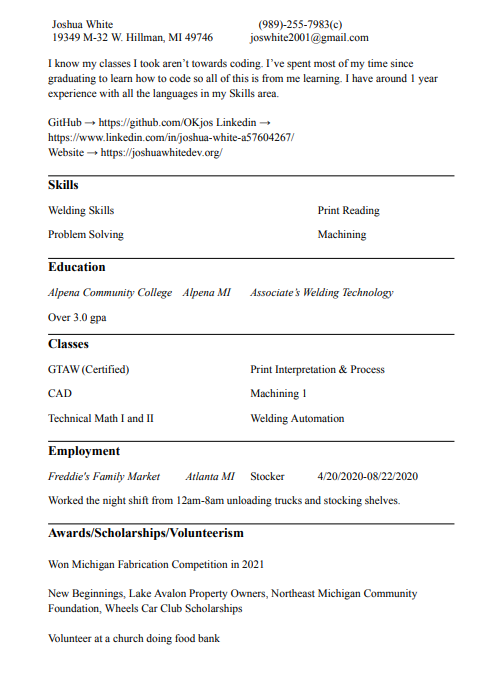 Joshua White (989)-255-7983(c)
19349 M-32 W. Hillman, MI 49746 joswhite2001@gmail.com
I know my classes I took aren't towards coding. I've spent most of my time since
graduating to learn how to code so all of this is from me learning. I have around 1 year
experience with all the languages in my Skills area.
GitHub → https://github.com/OKjos Linkedin →
https://www.linkedin.com/in/joshua-white-a57604267/
Website → https://joshuawhitedev.org/
Skills
Welding Skills Print Reading
Problem Solving Machining
Education
Alpena Community College Alpena MI Associate's Welding Technology
Over 3.0 gpa
Classes
GTAW (Certified) Print Interpretation & Process
CAD Machining 1
Technical Math I and II Welding Automation
Employment
Freddie's Family Market Atlanta MI Stocker 4/20/2020-08/22/2020
Worked the night shift from 12am-8am unloading trucks and stocking shelves.
Awards/Scholarships/Volunteerism
Won Michigan Fabrication Competition in 2021
New Beginnings, Lake Avalon Property Owners, Northeast Michigan Community
Foundation, Wheels Car Club Scholarships
Volunteer at a church doing food bank